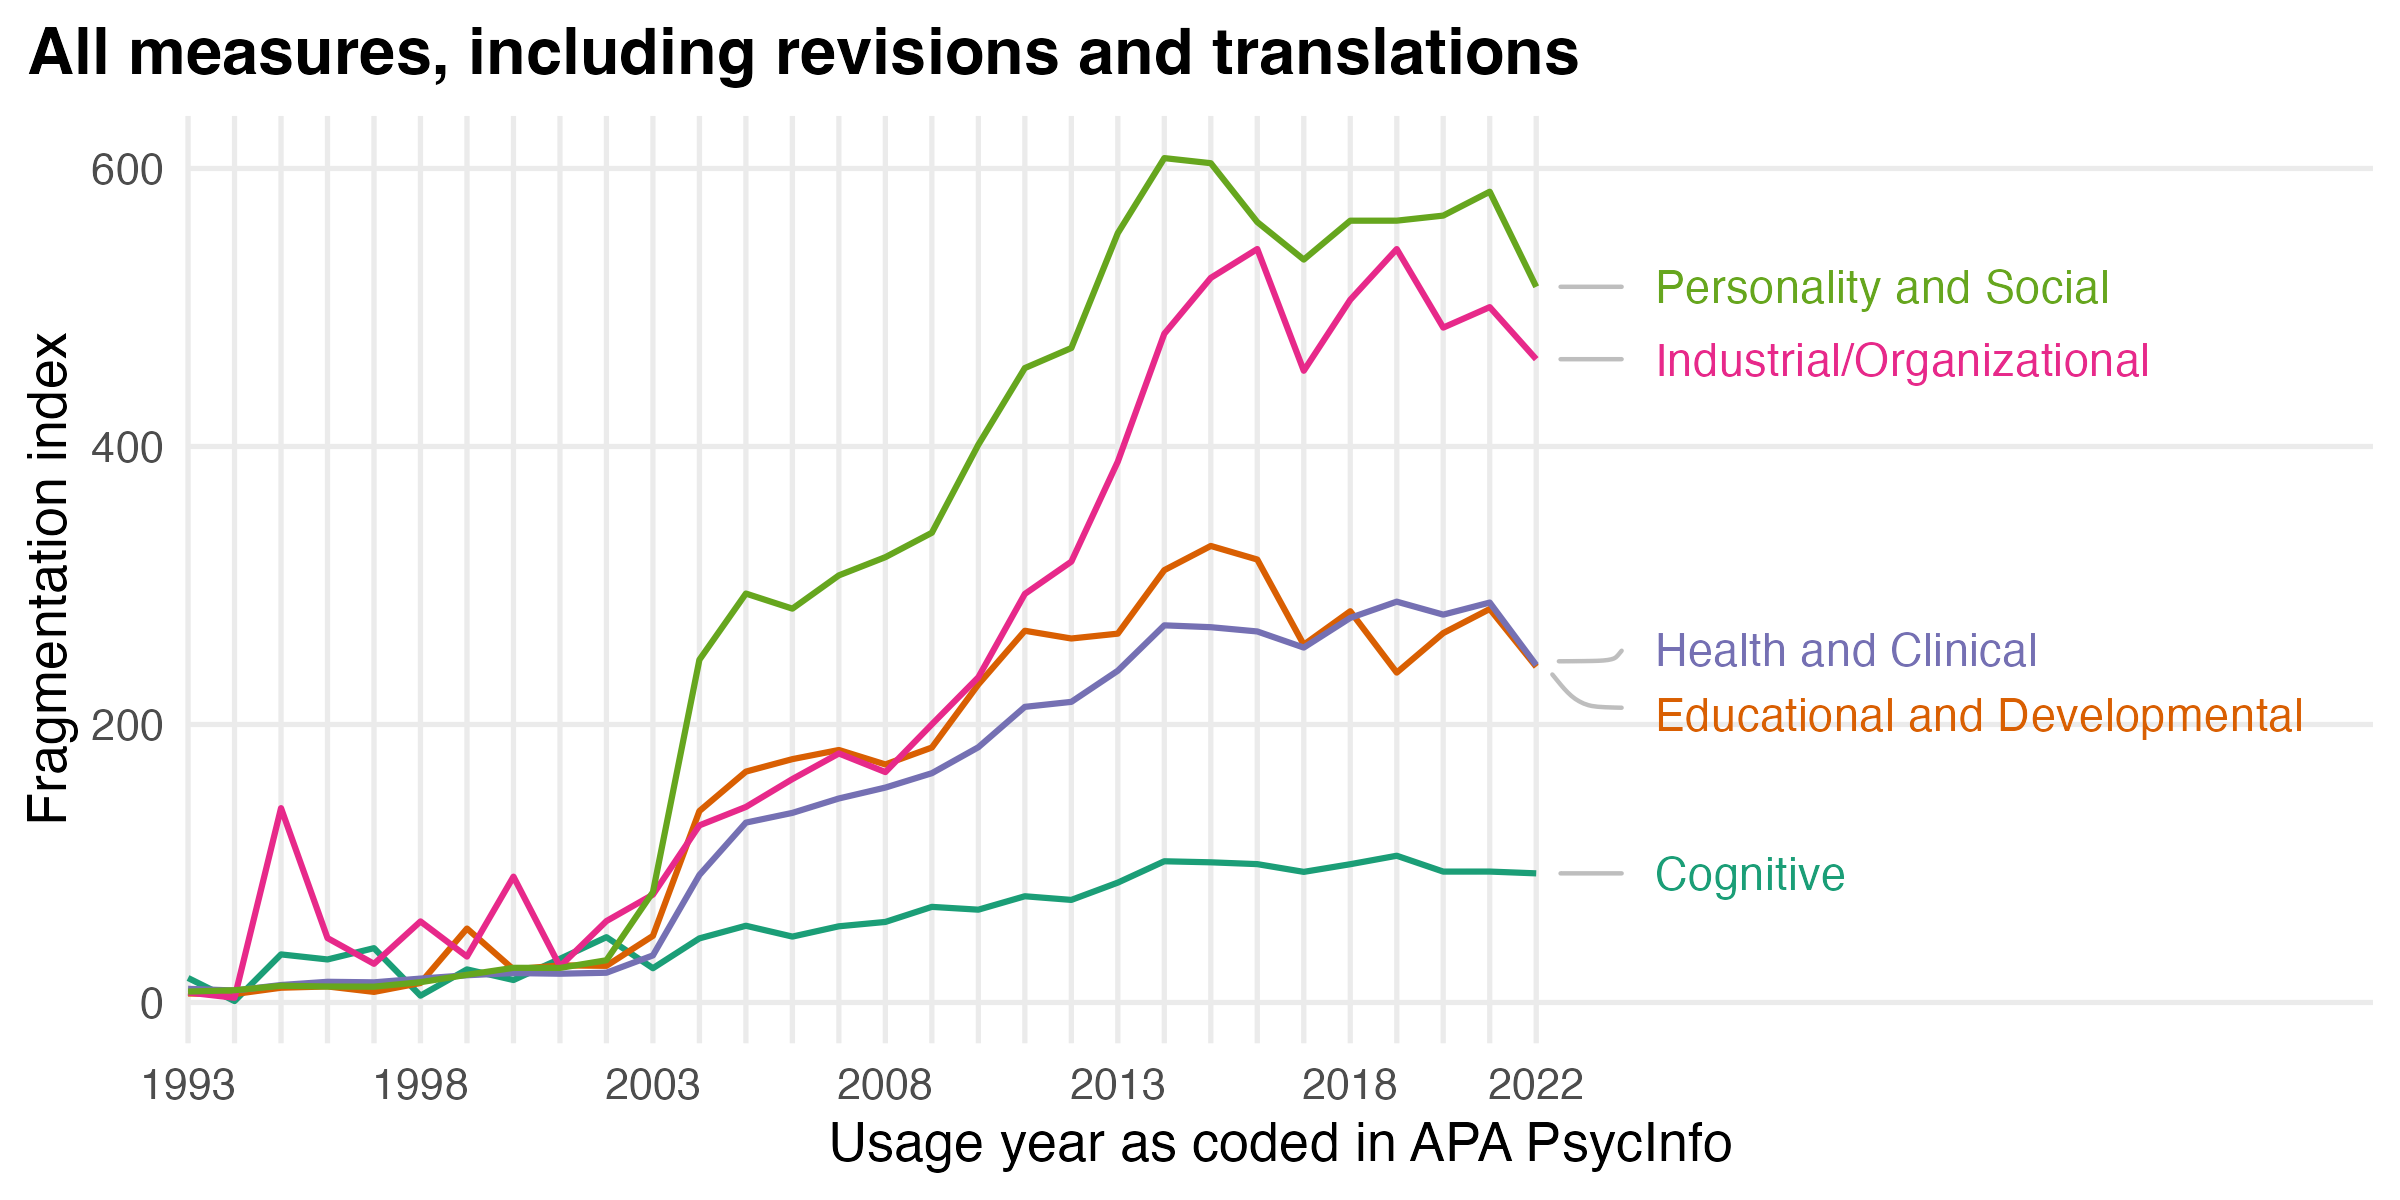 All measures, including revisions and translations
Fragmentation index
600
400
200
0
Personality and Social
Industrial/Organizational
Health and Clinical
Educational and Developmental
Cognitive
1993 1998 2003 2008 2013 2018 2022
Usage year as coded in APA PsycInfo